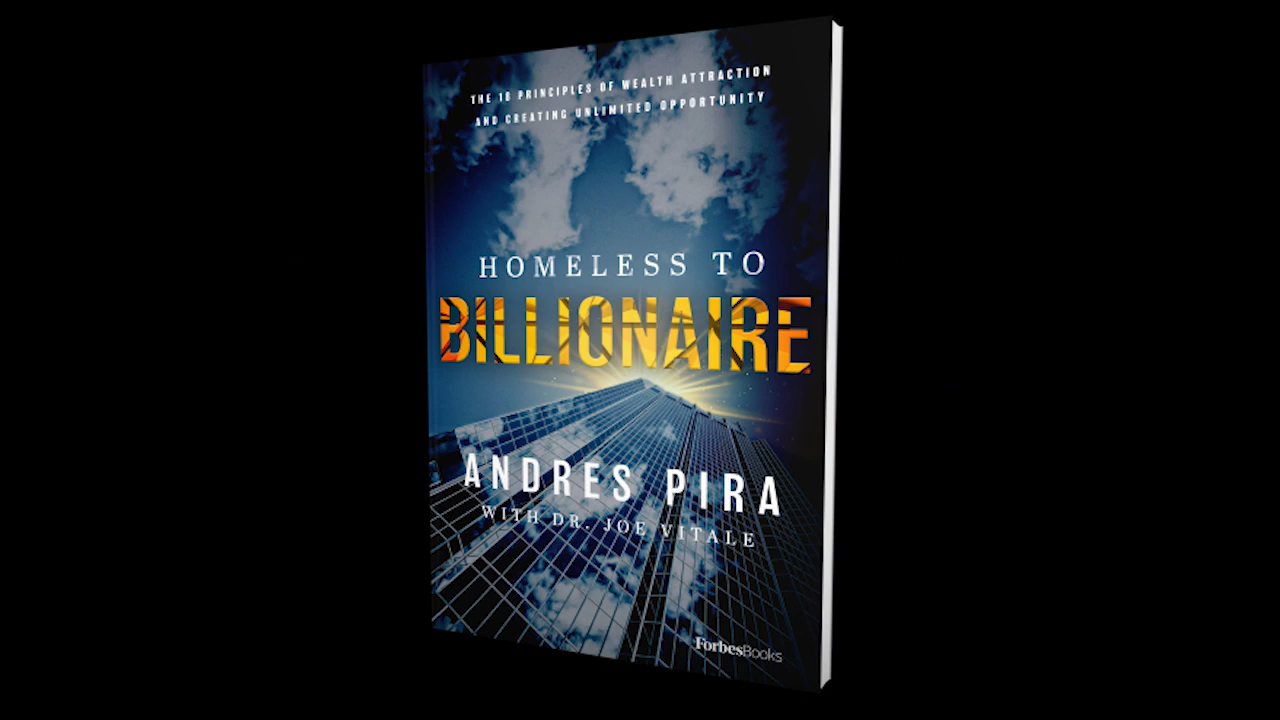 THE 18 PRINCIPLES OF WEALTH ATTRACTION
AND CREATING UNLIMITED OPPORTUNITY
HOMELESS TO
BILLIONAIRE
ANDRES PIRA
WITH DR. JOE VITALE
ForbesBooks